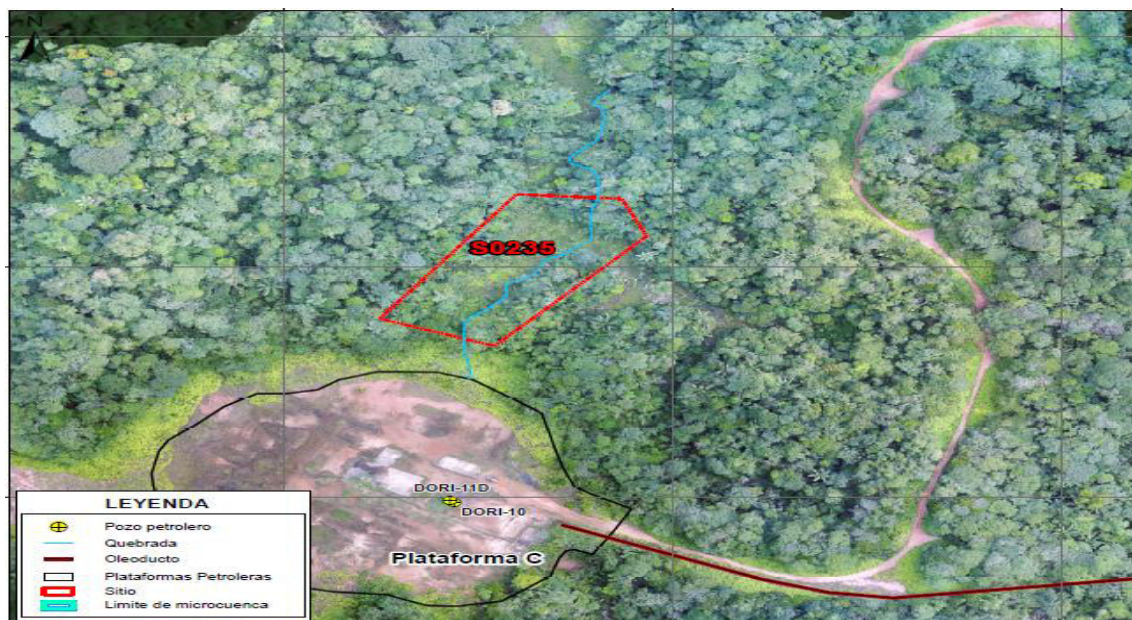 N
S0235
DORI-11D
DORI-10
Plataforma C
LEYENDA
Pozo petrolero
Quebrada
Oleoducto
Plataformas Petroleras
Sitio
Limite de microcuenca